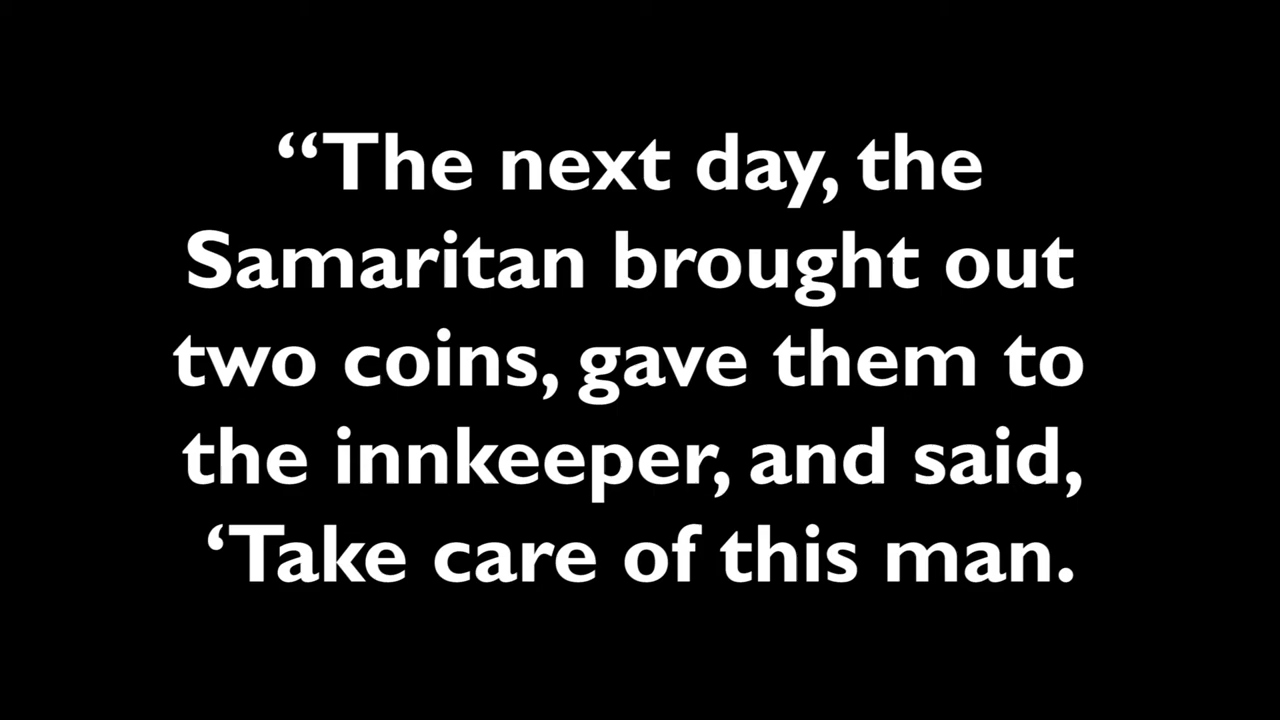 “The next day, the
Samaritan brought out
two coins, gave them to
the innkeeper, and said,
‘Take care of this man.